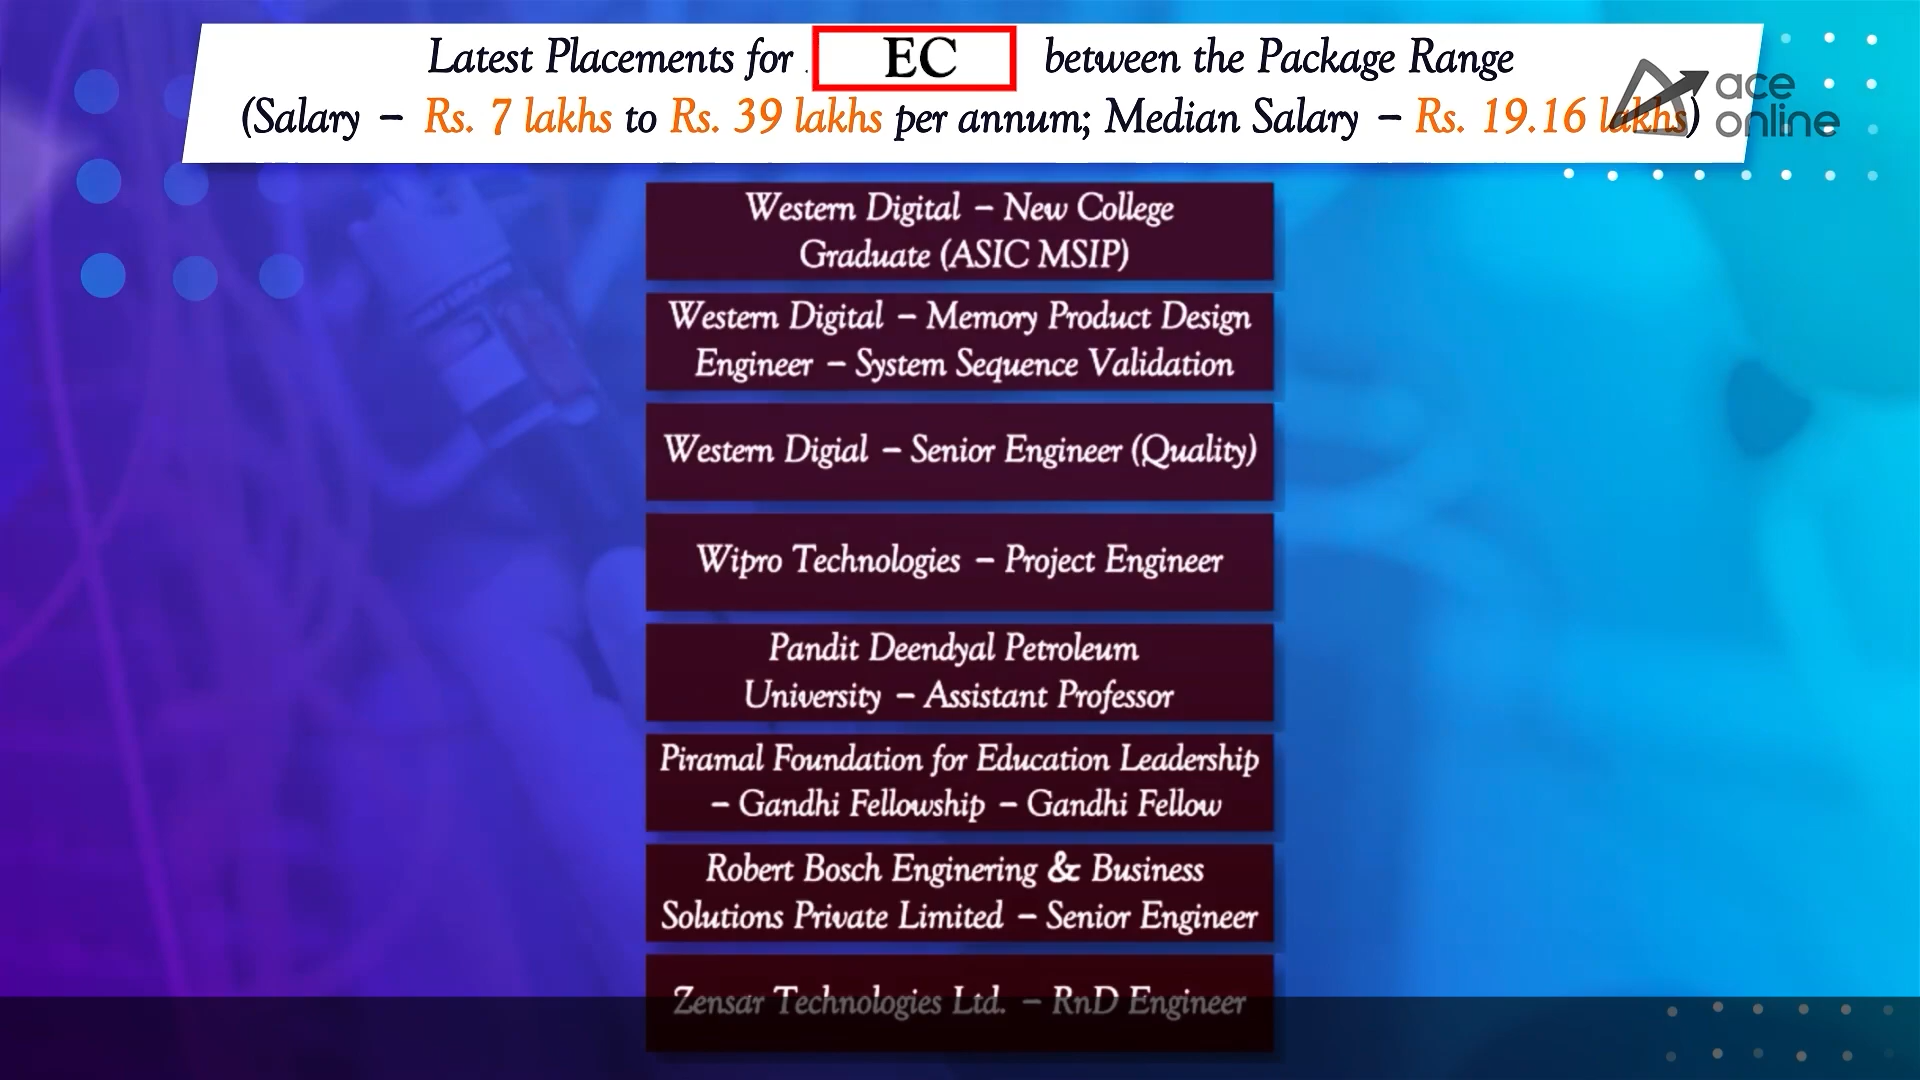 Latest Placements for EC between the Package Range
(Salary – Rs. 7 lakhs to Rs. 39 lakhs per annum; Median Salary – Rs. 19.16 lakhs)
ace
online
Western Digital – New College
Graduate (ASIC MSIP)
Western Digital – Memory Product Design
Engineer – System Sequence Validation
Western Digial – Senior Engineer (Quality)
Wipro Technologies – Project Engineer
Pandit Deendyal Petroleum
University – Assistant Professor
Piramal Foundation for Education Leadership
– Gandhi Fellowship – Gandhi Fellow
Robert Bosch Enginering & Business
Solutions Private Limited – Senior Engineer
Zensar Technologies Ltd. – RnD Engineer